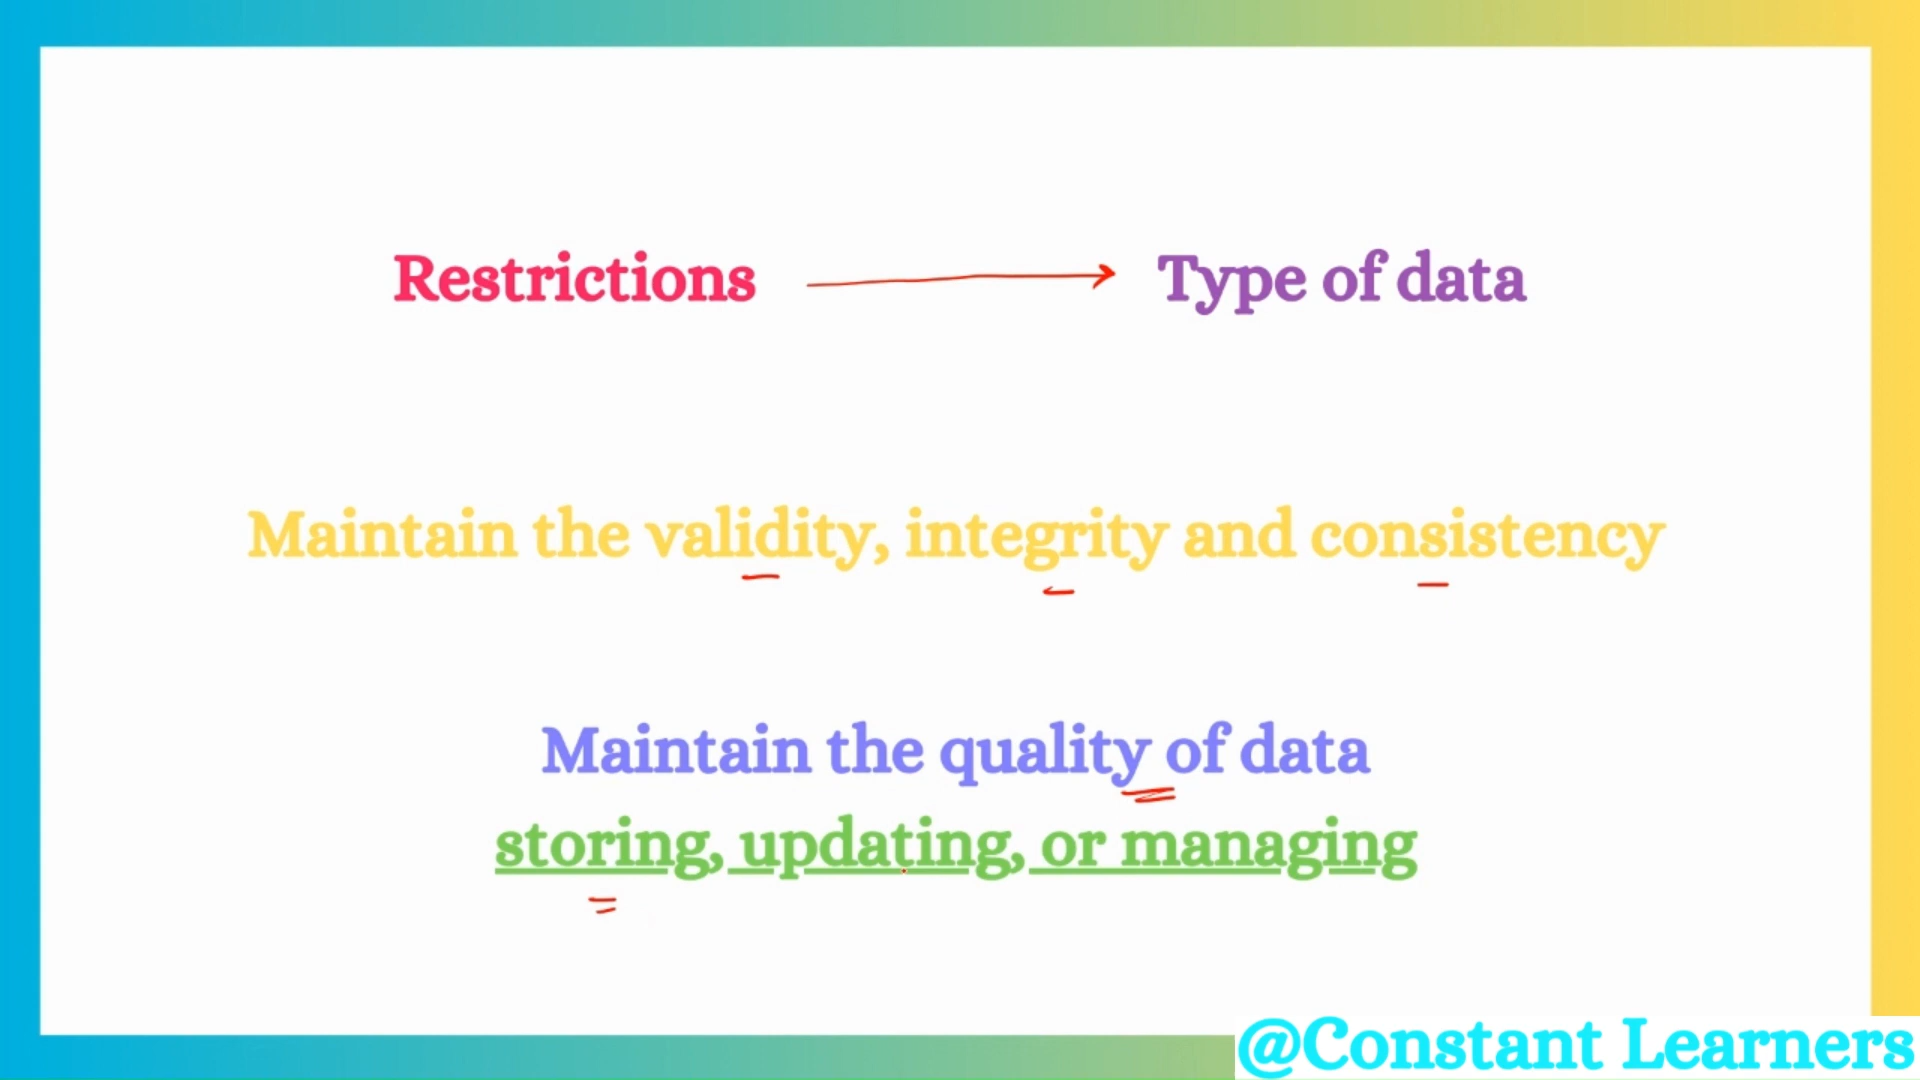 Restrictions Type of data
Maintain the validity, integrity and consistency
Maintain the quality of data
storing, updating, or managing
@Constant Learners